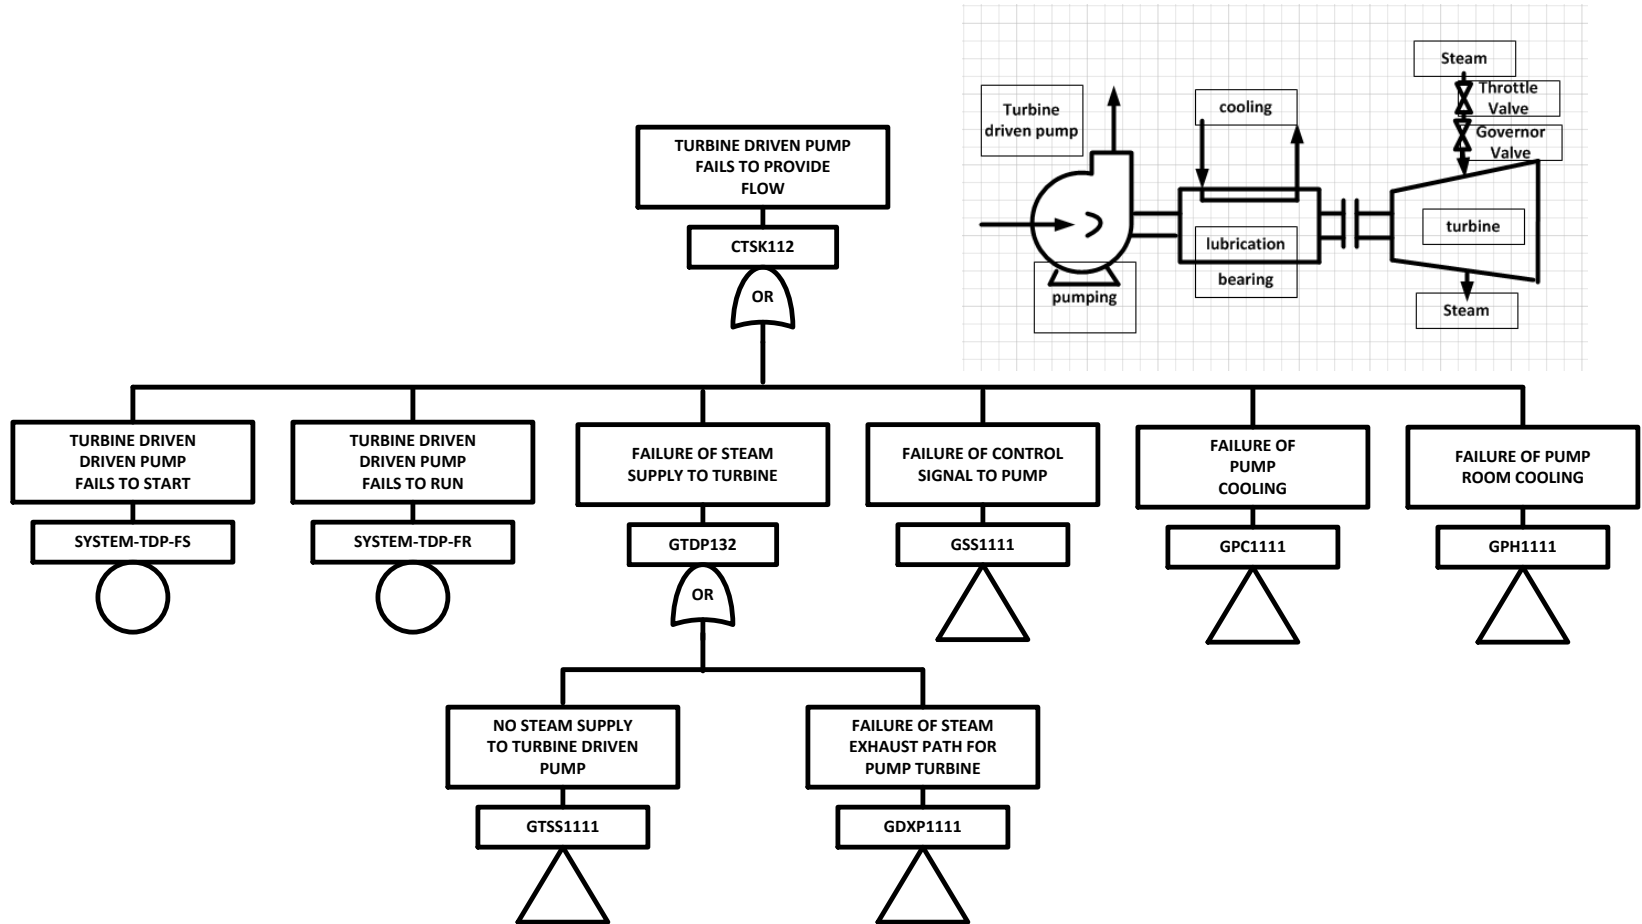 Steam
Throttle
Valve
Governor
Valve
Turbine
driven pump
cooling
turbine
lubrication
bearing
pumping
Steam
TURBINE DRIVEN PUMP
FAILS TO PROVIDE
FLOW
CTSK112
OR
TURBINE DRIVEN
DRIVEN PUMP
FAILS TO START
SYSTEM-TDP-FS
TURBINE DRIVEN
DRIVEN PUMP
FAILS TO RUN
SYSTEM-TDP-FR
FAILURE OF STEAM
SUPPLY TO TURBINE
GTDP132
OR
FAILURE OF CONTROL
SIGNAL TO PUMP
GSS1111
FAILURE OF
PUMP
COOLING
GPC1111
FAILURE OF PUMP
ROOM COOLING
GPH1111
NO STEAM SUPPLY
TO TURBINE DRIVEN
PUMP
GTSS1111
FAILURE OF STEAM
EXHAUST PATH FOR
PUMP TURBINE
GDXP1111